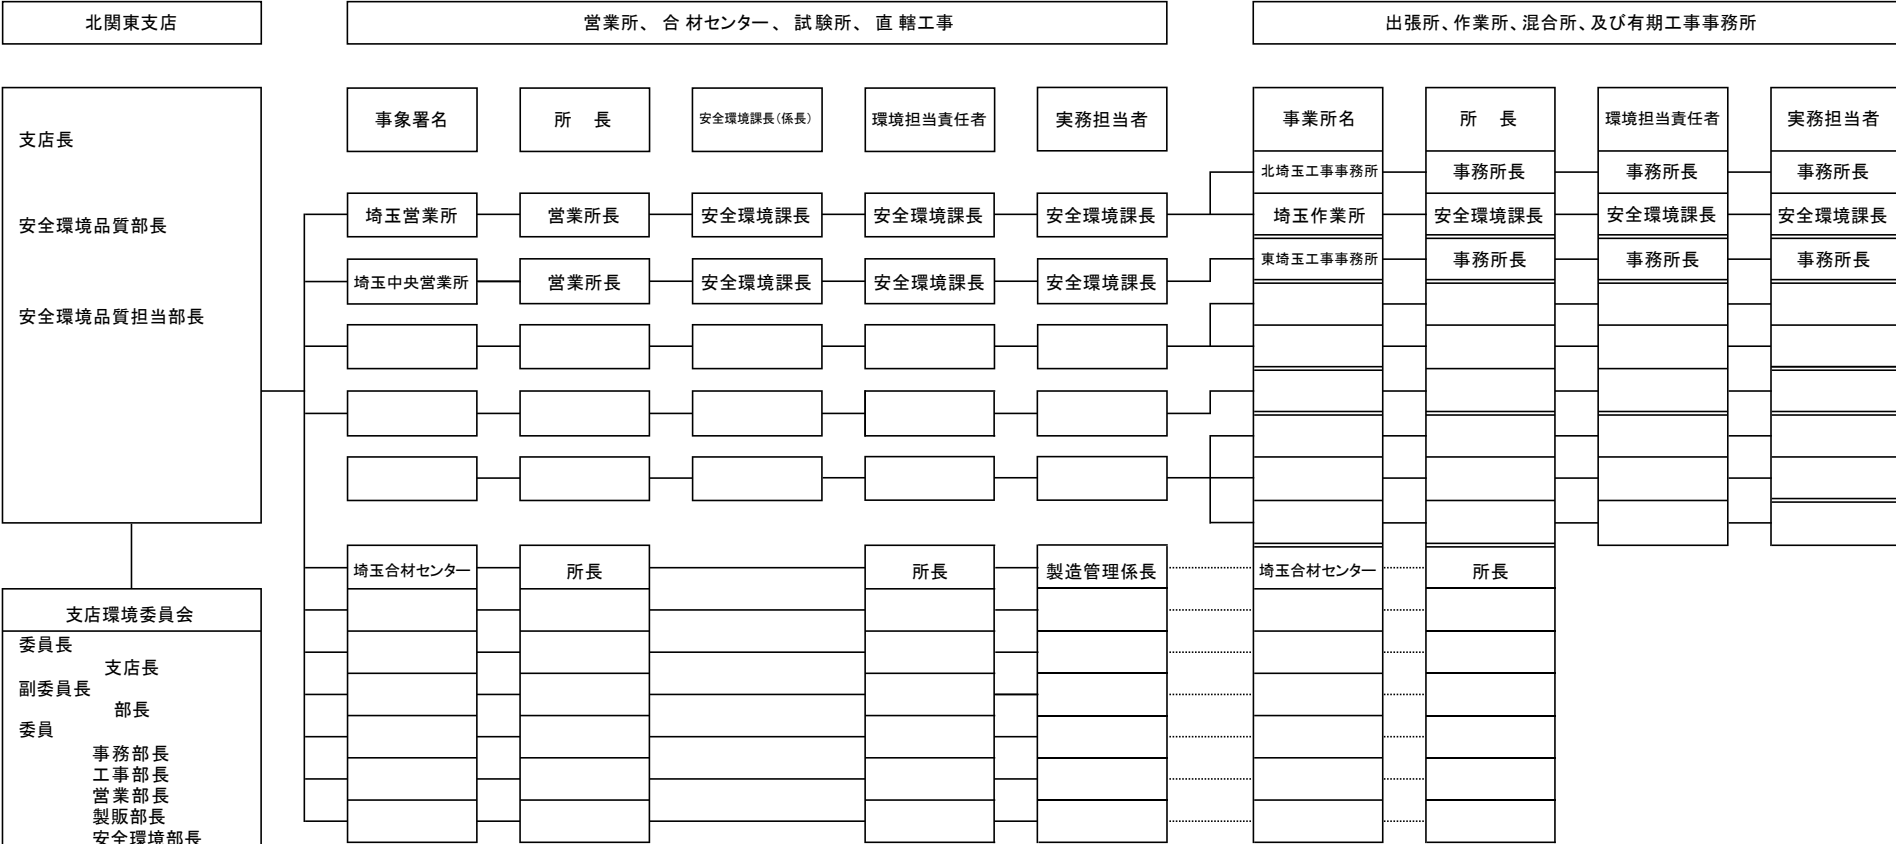 北関東支店
営業所、 合 材センター、 試験所、 直 轄工事
出張所、作業所、混合所、及び有期工事事務所
支店長
安全環境品質部長
安全環境品質担当部長
事象署名 所 長 安全環境課長(係長) 環境担当責任者 実務担当者
事業所名 所 長 環境担当責任者 実務担当者
北埼玉工事事務所 事務所長 事務所長 事務所長
埼玉営業所 営業所長 安全環境課長 安全環境課長 安全環境課長
埼玉作業所 安全環境課長 安全環境課長 安全環境課長
埼玉中央営業所 営業所長 安全環境課長 安全環境課長 安全環境課長
東埼玉工事事務所 事務所長 事務所長 事務所長
埼玉合材センター 所長 所長 製造管理係長
埼玉合材センター 所長
支店環境委員会
委員長
支店長
副委員長
部長
委員
事務部長
工事部長
営業部長
製販部長
安全環境部長